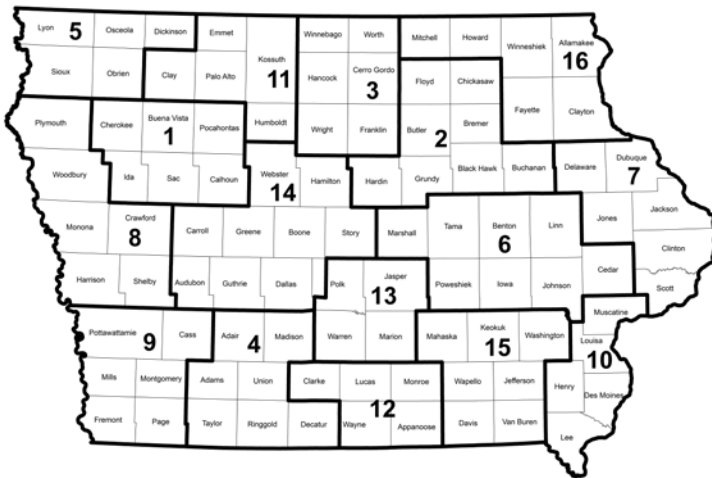 Lyon 5 Osceola Dickinson Emmet Kossuth 11 Winnebago Worth Mitchell Howard Winneshiek Allamakee 16
Sioux Obrien Clay Palo Alto Hancock Cerro Gordo 3 Floyd Chickasaw
Plymouth Cherokee Buena Vista 1 Pocahontas Humboldt Wright Franklin Butler 2 Bremer Fayette Clayton
Woodbury Ida Sac Calhoun Webster 14 Hamilton Hardin Grundy Black Hawk Buchanan Delaware Dubuque 7
Monona Crawford 8 Carroll Greene Boone Story Marshall Tama Benton 6 Linn Jones Jackson
Clinton
Harrison Shelby Audubon Guthrie Dallas Polk Jasper 13 Poweshiek Iowa Johnson Cedar Scott
Muscatine
Pottawattamie 9 Cass Adair 4 Madison Warren Marion Mahaska Keokuk 15 Washington Louisa 10
Mills Montgomery Adams Union Clarke Lucas 12 Monroe Wapello Jefferson Henry Des Moines
Fremont Page Taylor Ringgold Decatur Wayne Appanoose Davis Van Buren Lee